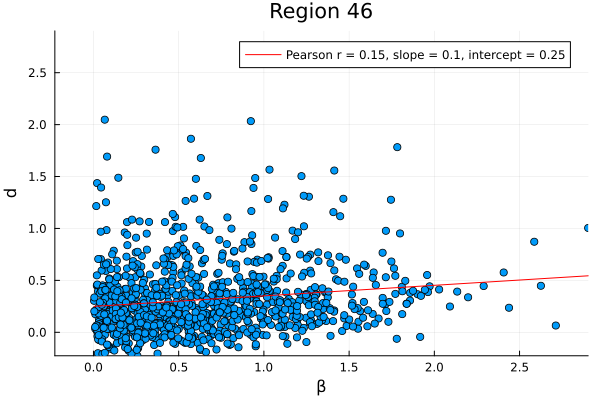 Region 46
Pearson r = 0.15, slope = 0.1, intercept = 0.25
d
2.5
2.0
1.5
1.0
0.5
0.0
0.0 0.5 1.0 1.5 2.0 2.5
β